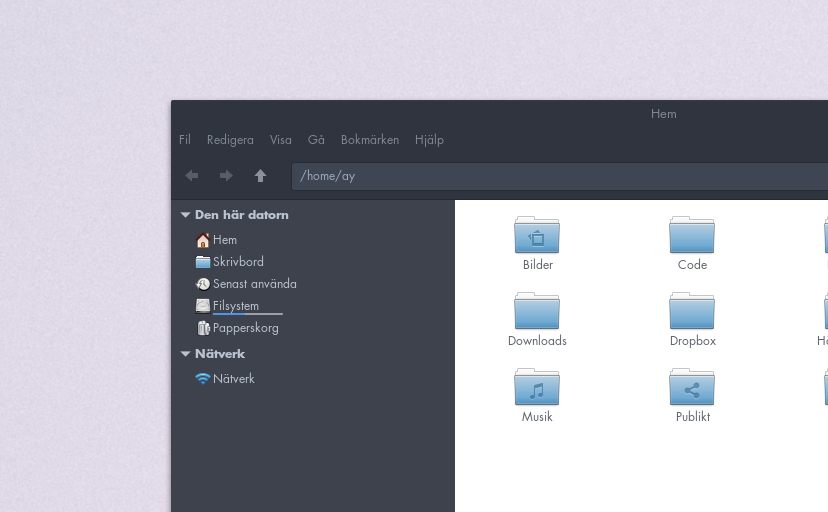 Hem
Fil Redigera Visa Gå Bokmärken Hjälp
/home/ay
Den här datorn
Hem
Skrivbord
Senast använda
Filsystem
Papperskorg
Nätverk
Nätverk
Bilder Code
Downloads Dropbox
Musik Publikt